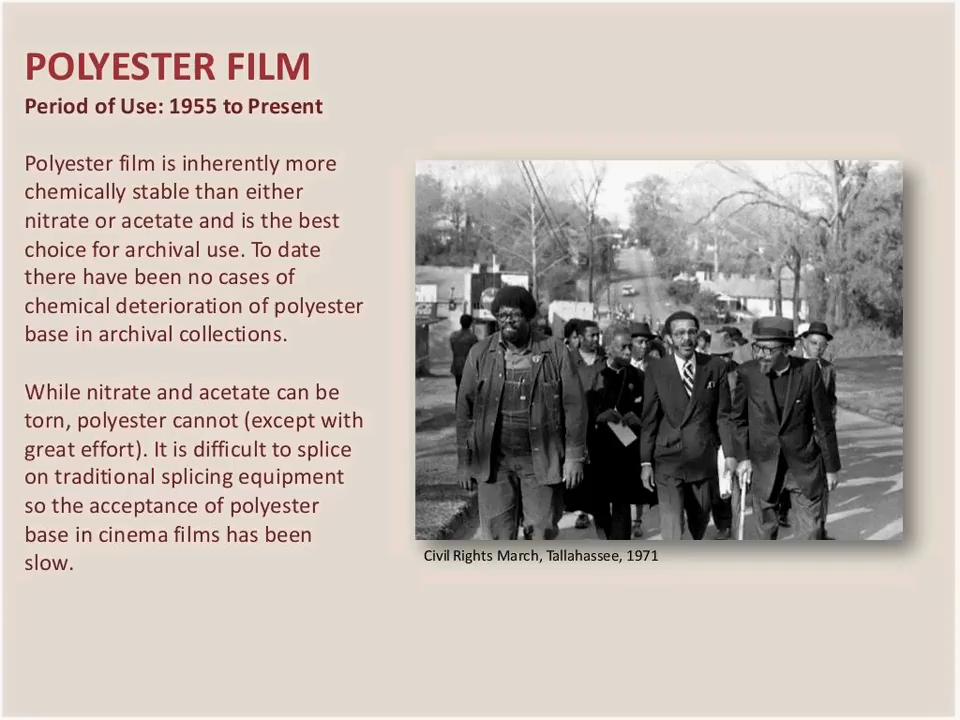 POLYESTER FILM
Period of Use: 1955 to Present
Polyester film is inherently more
chemically stable than either
nitrate or acetate and is the best
choice for archival use. To date
there have been no cases of
chemical deterioration of polyester
base in archival collections.
While nitrate and acetate can be
torn, polyester cannot (except with
great effort). It is difficult to splice
on traditional splicing equipment
so the acceptance of polyester
base in cinema films has been
slow.
Civil Rights March, Tallahassee, 1971